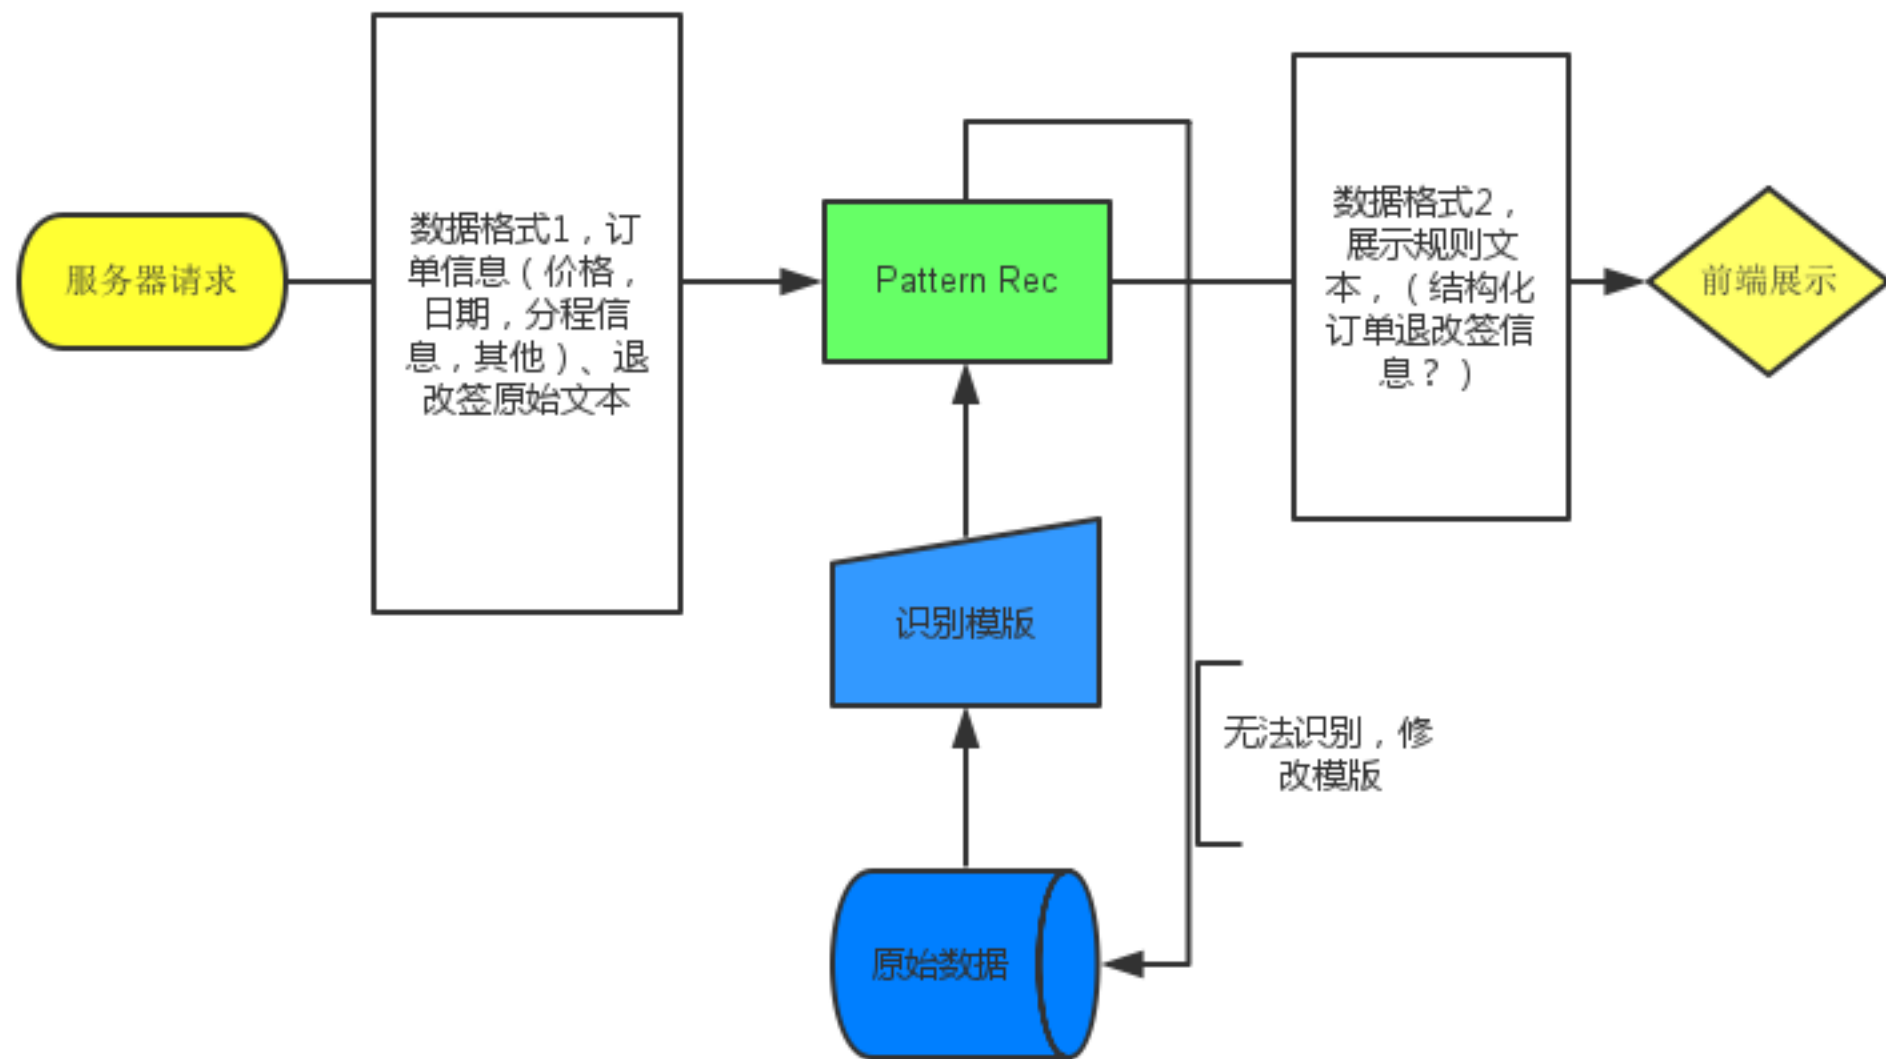 服务器请求
数据格式1，订
单信息（价格，
日期，分程信
息，其他）、退
改签原始文本
Pattern Rec
数据格式2，
展示规则文
本，（结构化
订单退改签信
息？）
前端展示
识别模版
无法识别，修
改模版
原始数据